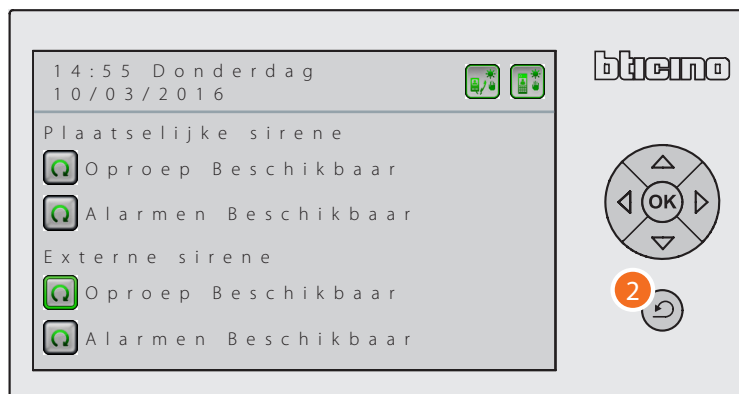 14:55 Donderdag
10/03/2016
bticino
Plaatselijke sirene
Oproep Beschikbaar
Alarmen Beschikbaar
Externe sirene
Oproep Beschikbaar
Alarmen Beschikbaar
OK
2